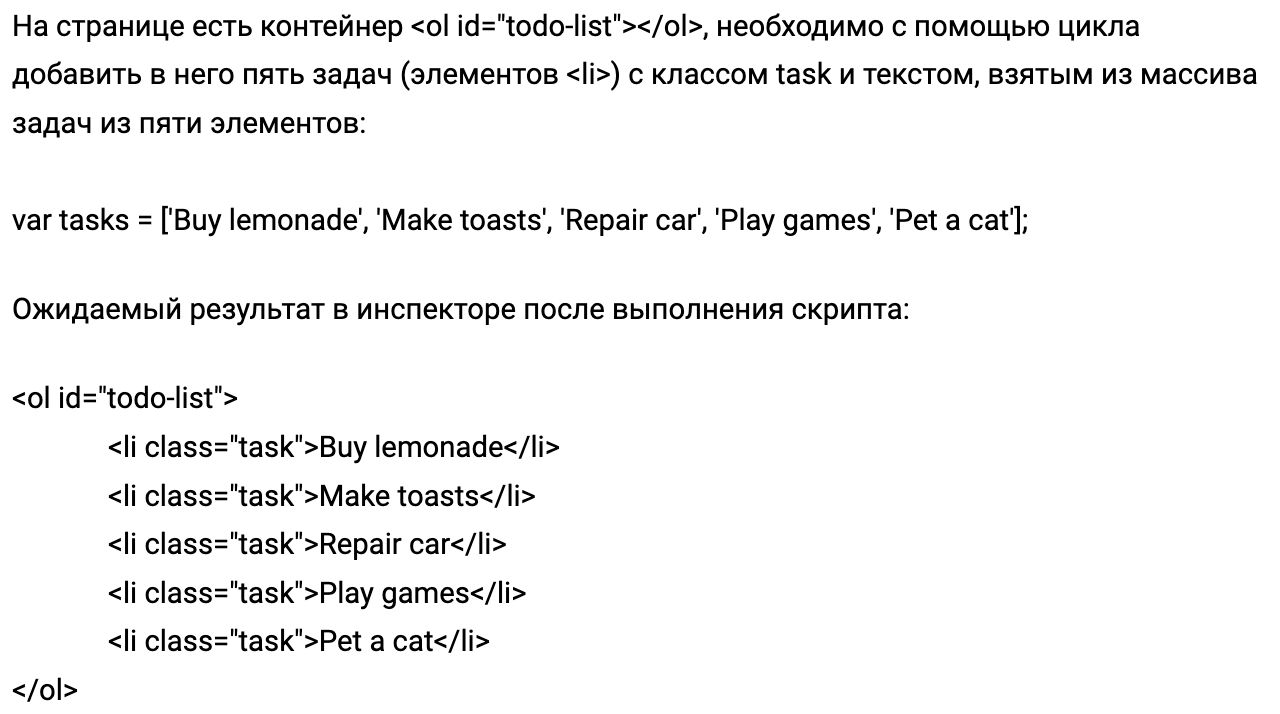 На странице есть контейнер <ol id="todo-list"></ol>, необходимо с помощью цикла
добавить в него пять задач (элементов <li>) с классом task и текстом, взятым из массива
задач из пяти элементов:
var tasks = ['Buy lemonade', 'Make toasts', 'Repair car', 'Play games', 'Pet a cat'];
Ожидаемый результат в инспекторе после выполнения скрипта:
<ol id="todo-list">
<li class="task">Buy lemonade</li>
<li class="task">Make toasts</li>
<li class="task">Repair car</li>
<li class="task">Play games</li>
<li class="task">Pet a cat</li>
</ol>